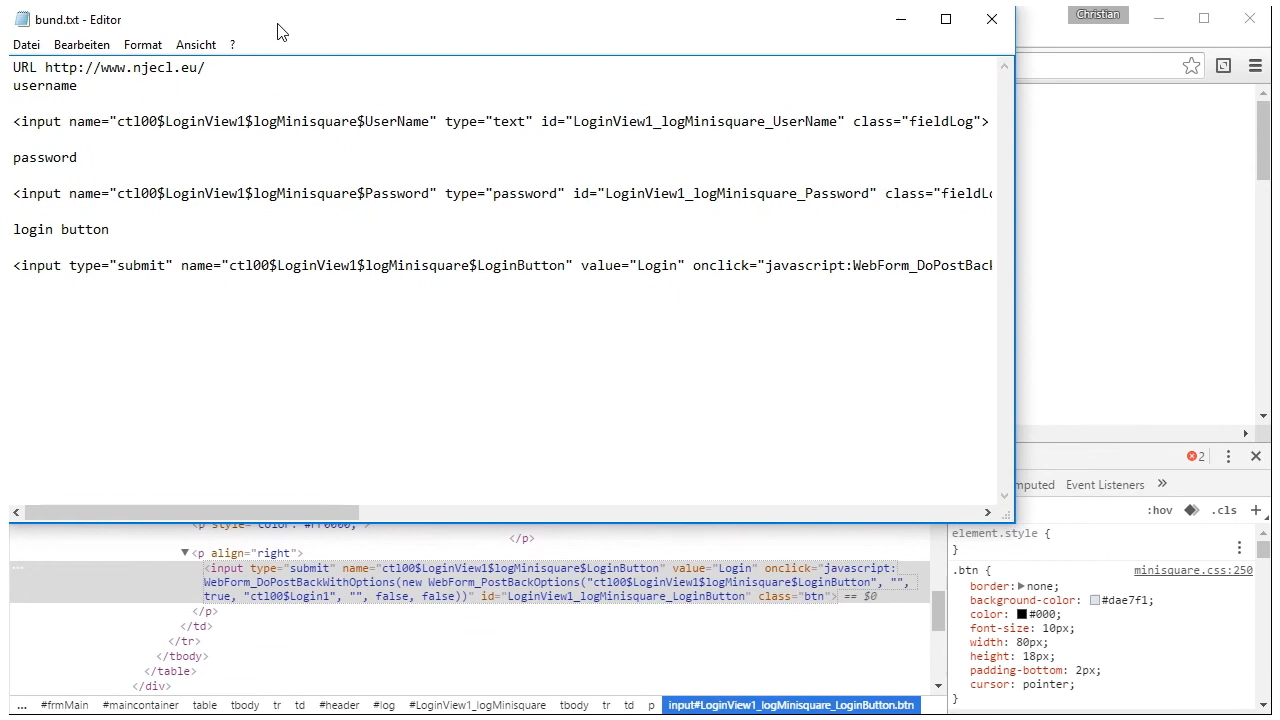 bund.txt - Editor
Christian
Datei Bearbeiten Format Ansicht ?
URL http://www.njecl.eu/
username
<input name="ctl00$LoginView1$logMinisquare$UserName" type="text" id="LoginView1_logMinisquare_UserName" class="fieldLog">
password
<input name="ctl00$LoginView1$logMinisquare$Password" type="password" id="LoginView1_logMinisquare_Password" class="fieldLo
login button
<input type="submit" name="ctl00$LoginView1$logMinisquare$LoginButton" value="Login" onclick="javascript:WebForm_DoPostBack
2
mputed Event Listeners »
:hov .cls +
</p>
▼<p align="right">
<input type="submit" name="ctl00$LoginView1$logMinisquare$LoginButton" value="Login" onclick="javascript:
WebForm_DoPostBackWithOptions(new WebForm_PostBackOptions("ctl00$LoginView1$logMinisquare$LoginButton", "",
true, "ctl00$Login1", "", false, false))" id="LoginView1_logMinisquare_LoginButton" class="btn"> == $0
</p>
</td>
</tr>
</tbody>
</table>
</div>
element.style {
}
.btn { minisquare.css:250
border:▶none;
background-color: #dae7f1;
color: #000;
font-size: 10px;
width: 80px;
height: 18px;
padding-bottom: 2px;
cursor: pointer;
}
... #frmMain #maincontainer table tbody tr td #header #log #LoginView1_logMinisquare tbody tr td p input#LoginView1_logMinisquare_LoginButton.btn